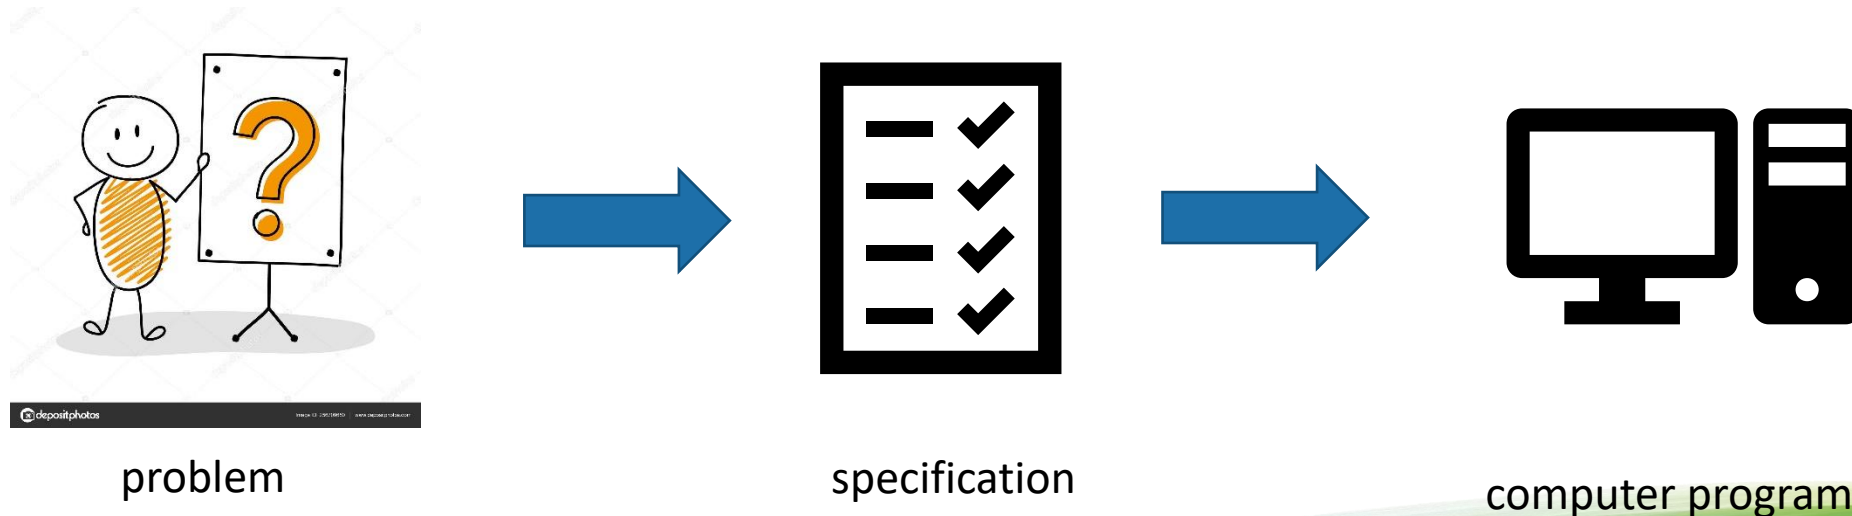 depositphotos
problem
specification
computer program